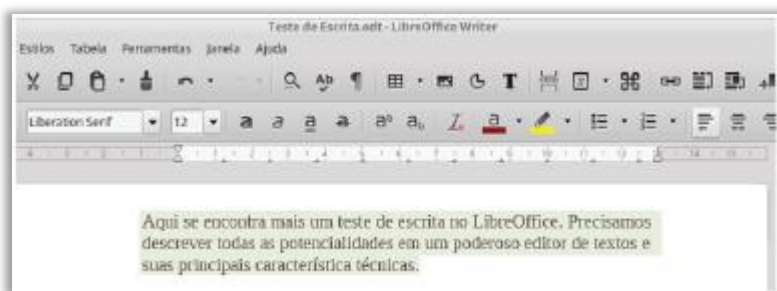 Teste de Escrita.odt - LibreOffice Writer
Estilos Tabela Ferramentas Janela Ajuda
Liberation Serif 12
Aqui se encontra mais um teste de escrita no LibreOffice. Precisamos
descrever todas as potencialidades em um poderoso editor de textos e
suas principais característica técnicas.